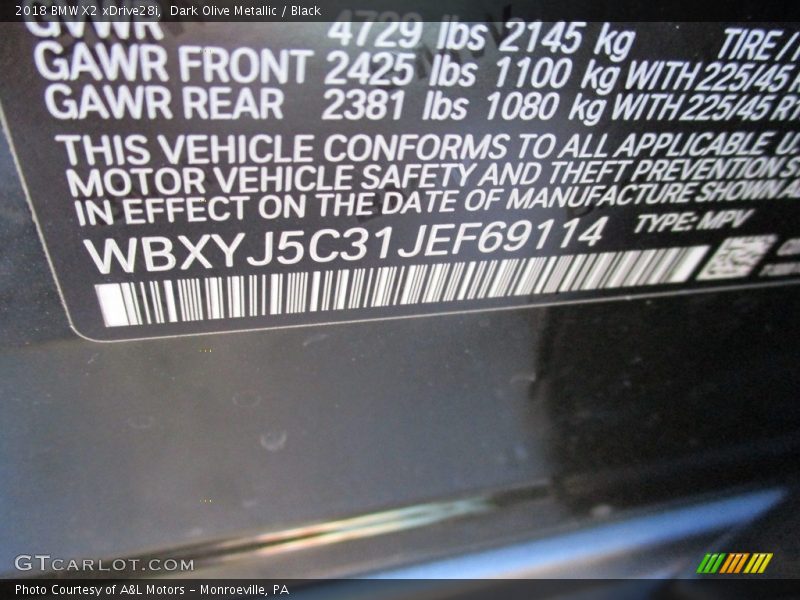 2018 BMW X2 xDrive28i, Dark Olive Metallic / Black
GVWR 4729 lbs 2145 kg TIRE/
GAWR FRONT 2425 lbs 1100 kg WITH 225/45 R
GAWR REAR 2381 lbs 1080 kg WITH 225/45 R1
THIS VEHICLE CONFORMS TO ALL APPLICABLE U.
MOTOR VEHICLE SAFETY AND THEFT PREVENTION S
IN EFFECT ON THE DATE OF MANUFACTURE SHOWN A
WBXYJ5C31JEF69114 TYPE: MPV
GTCARLOT.COM
Photo Courtesy of A&L Motors - Monroeville, PA